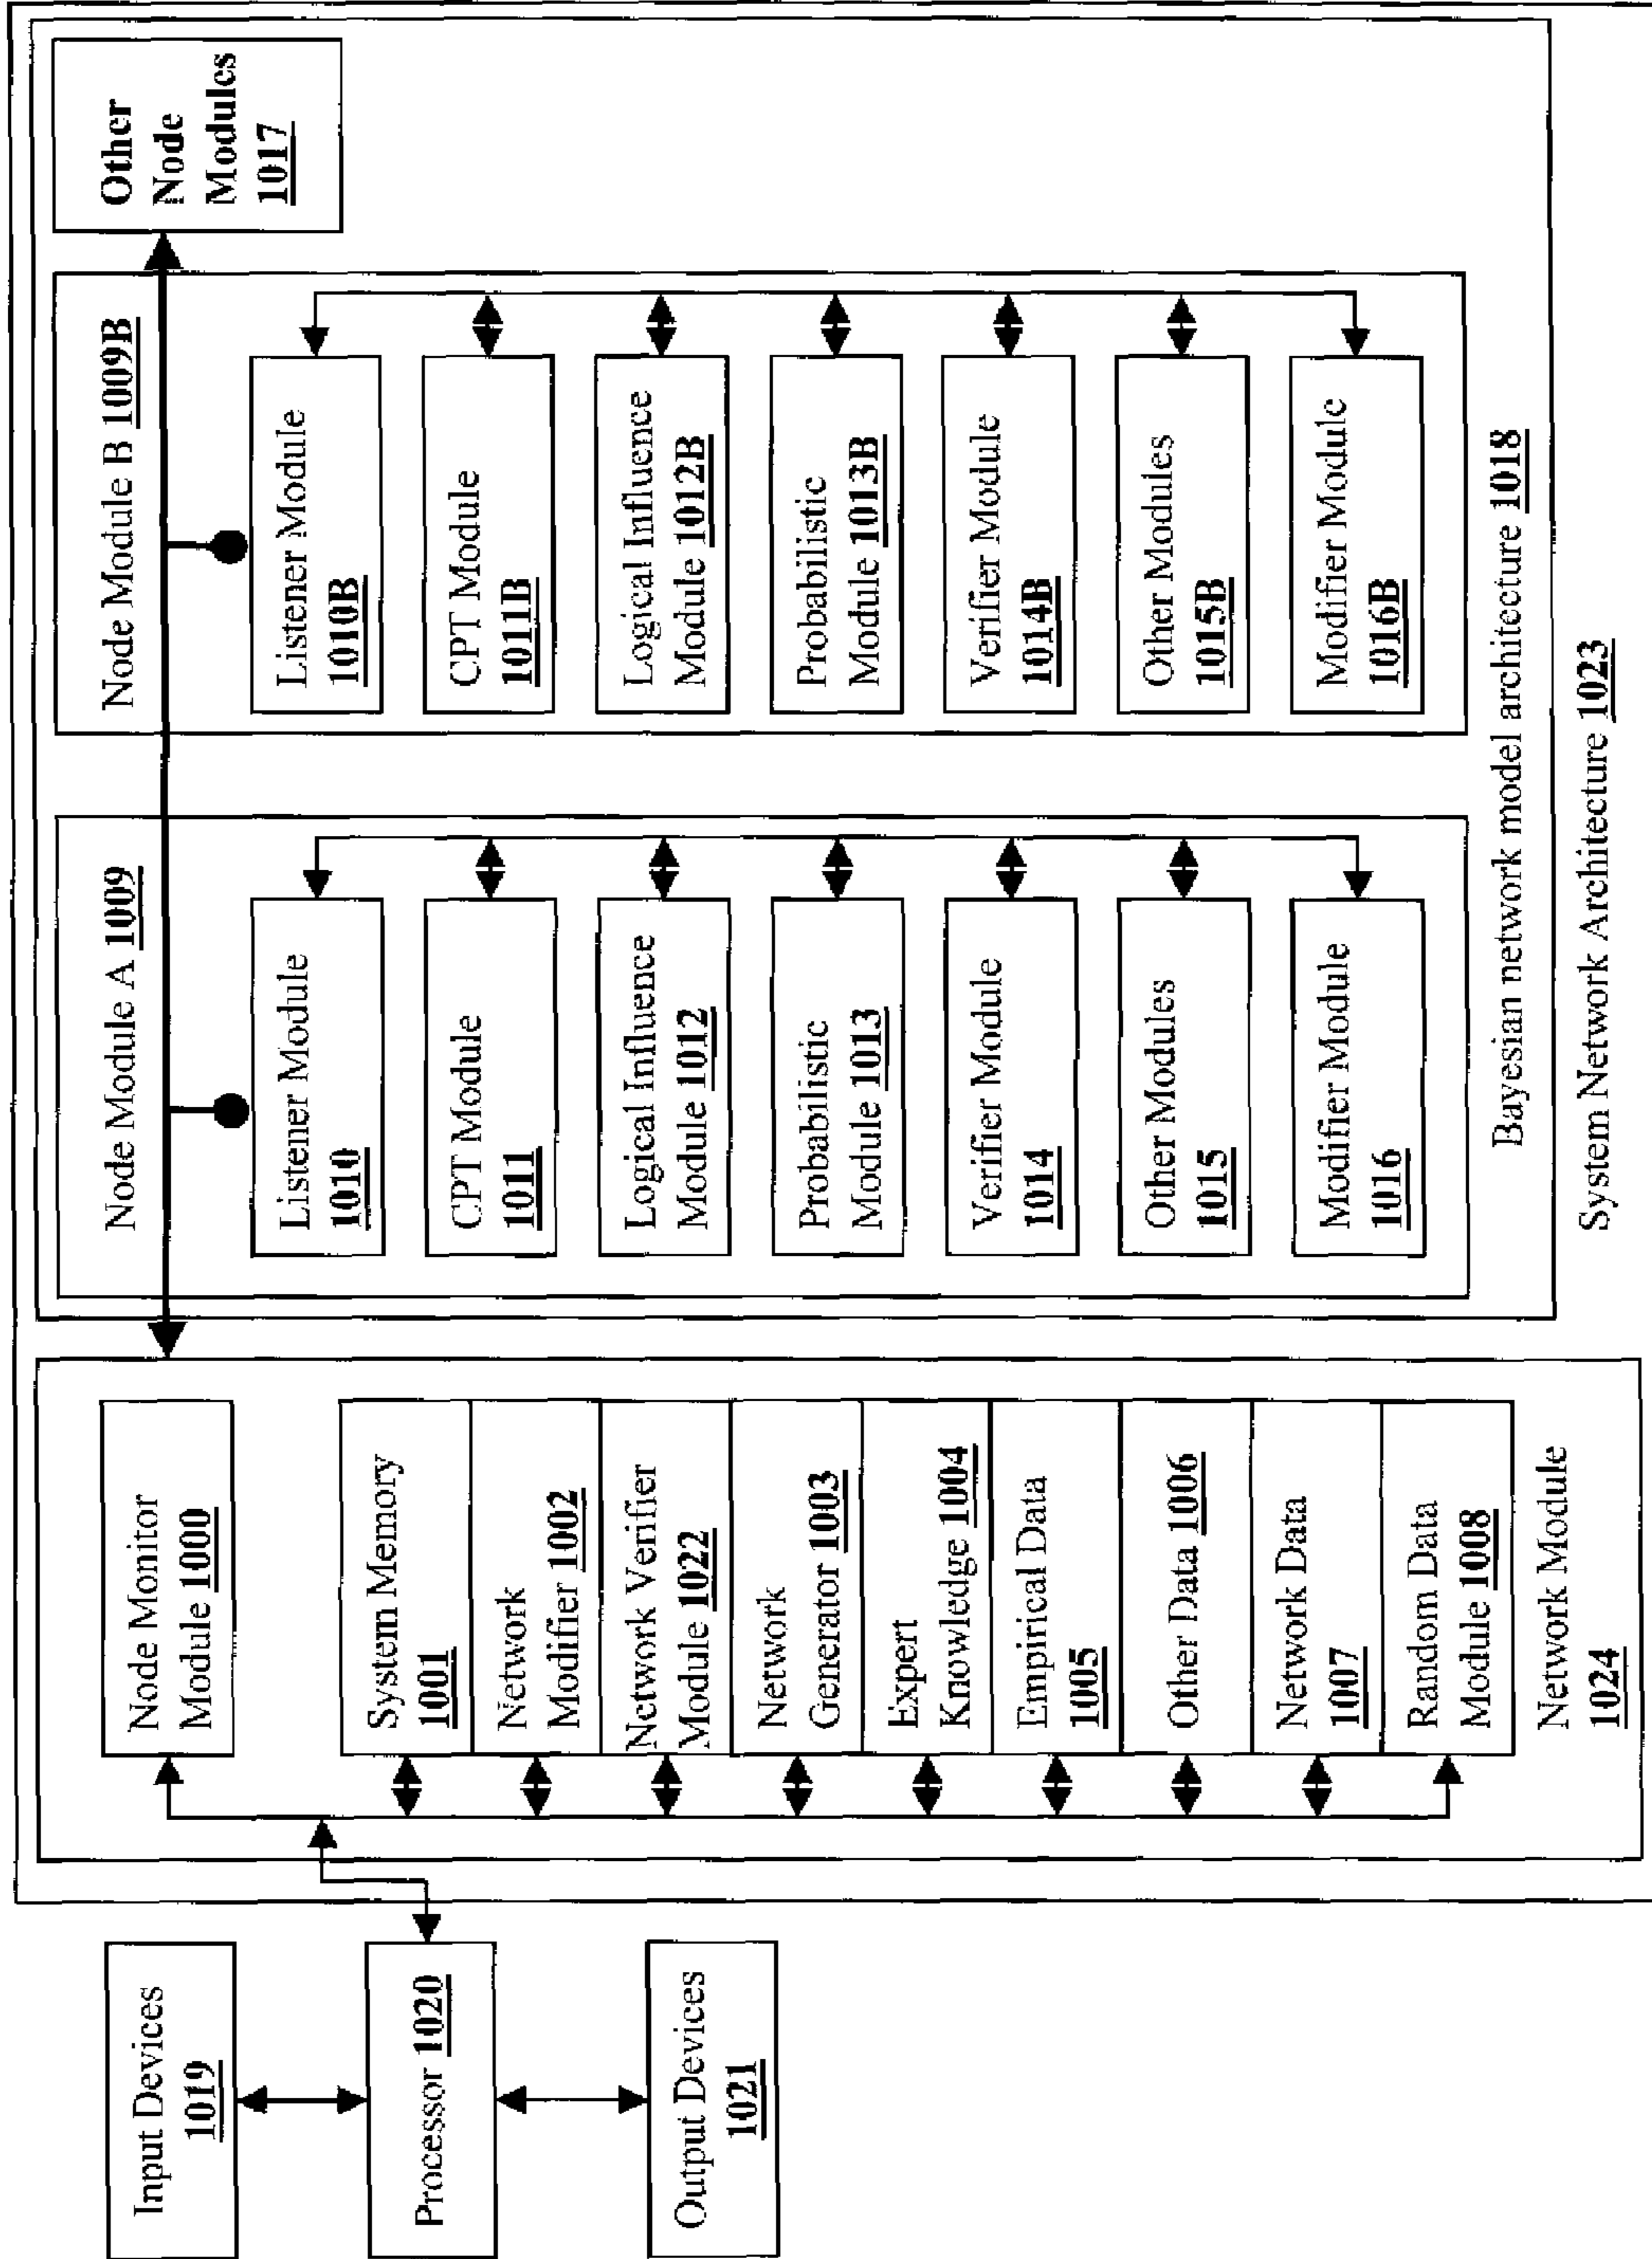 Input Devices
1019
Processor 1020
Output Devices
1021
Node Monitor
Module 1000
System Memory
1001
Network
Modifier 1002
Network Verifier
Module 1022
Network
Generator 1003
Expert
Knowledge 1004
Empirical Data
1005
Other Data 1006
Network Data
1007
Random Data
Module 1008
Network Module
1024
Node Module A 1009
Listener Module
1010
CPT Module
1011
Logical Influence
Module 1012
Probabilistic
Module 1013
Verifier Module
1014
Other Modules
1015
Modifier Module
1016
Node Module B 1009B
Listener Module
1010B
CPT Module
1011B
Logical Influence
Module 1012B
Probabilistic
Module 1013B
Verifier Module
1014B
Other Modules
1015B
Modifier Module
1016B
Other
Node
Modules
1017
Bayesian network model architecture 1018
System Network Architecture 1023